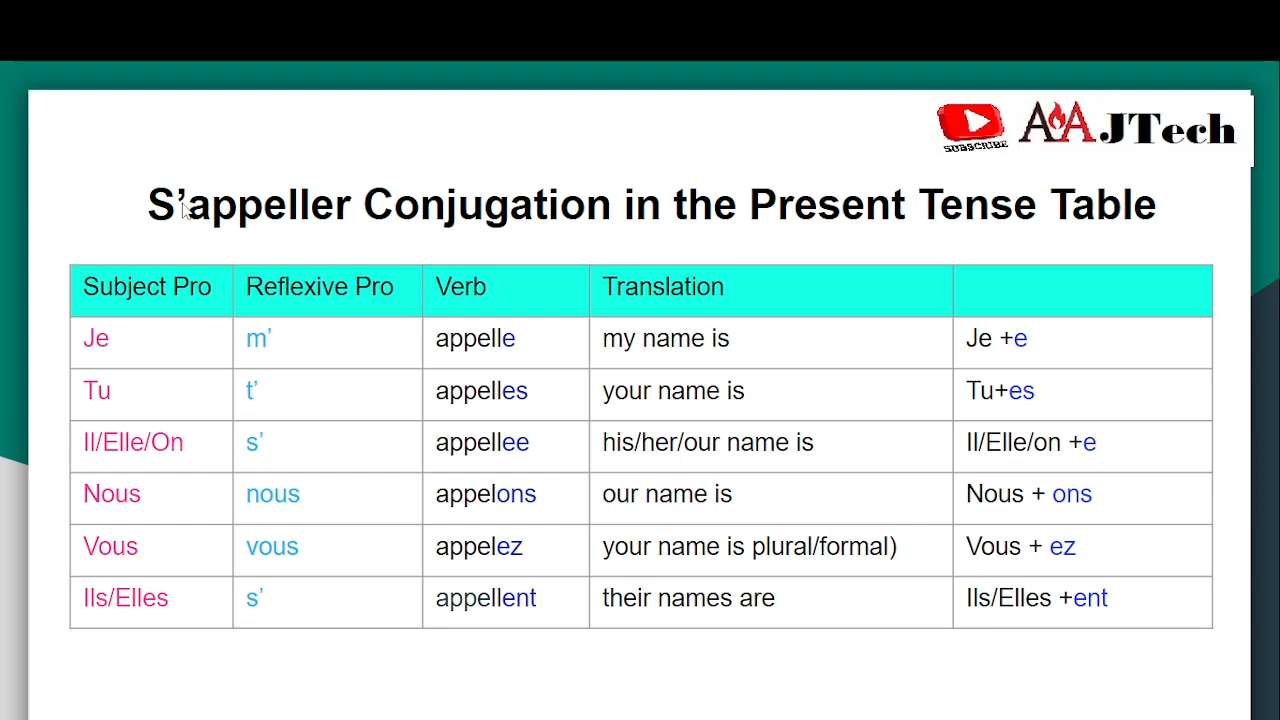 SUBSCRIBE AAA JTech
S’appeller Conjugation in the Present Tense Table
Subject Pro Reflexive Pro Verb Translation
Je m’ appelle my name is Je +e
Tu t’ appelles your name is Tu+es
Il/Elle/On s’ appellee his/her/our name is Il/Elle/on +e
Nous nous appelons our name is Nous + ons
Vous vous appelez your name is plural/formal) Vous + ez
Ils/Elles s’ appellent their names are Ils/Elles +ent